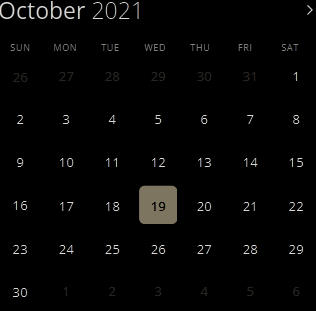 October 2021
SUN MON TUE WED THU FRI SAT
26 27 28 29 30 31 1
2 3 4 5 6 7 8
9 10 11 12 13 14 15
16 17 18 19 20 21 22
23 24 25 26 27 28 29
30 1 2 3 4 5 6